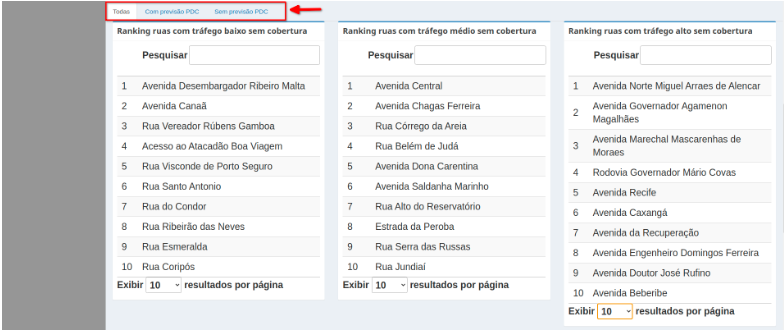 Todas Com previsão PDC Sem previsão PDC
Ranking ruas com tráfego baixo sem cobertura
Pesquisar
1 Avenida Desembargador Ribeiro Malta
2 Avenida Canaã
3 Rua Vereador Rúbens Gamboa
4 Acesso ao Atacadão Boa Viagem
5 Rua Visconde de Porto Seguro
6 Rua Santo Antonio
7 Rua do Condor
8 Rua Ribeirão das Neves
9 Rua Esmeralda
10 Rua Coripós
Exibir 10 resultados por página
Ranking ruas com tráfego médio sem cobertura
Pesquisar
1 Avenida Central
2 Avenida Chagas Ferreira
3 Rua Córrego da Areia
4 Rua Belém de Judá
5 Avenida Dona Carentina
6 Avenida Saldanha Marinho
7 Rua Alto do Reservatório
8 Estrada da Peroba
9 Rua Serra das Russas
10 Rua Jundiaí
Exibir 10 resultados por página
Ranking ruas com tráfego alto sem cobertura
Pesquisar
1 Avenida Norte Miguel Arraes de Alencar
2 Avenida Governador Agamenon
Magalhães
3 Avenida Marechal Mascarenhas de
Moraes
4 Rodovia Governador Mário Covas
5 Avenida Recife
6 Avenida Caxangá
7 Avenida da Recuperação
8 Avenida Engenheiro Domingos Ferreira
9 Avenida Doutor José Rufino
10 Avenida Beberibe
Exibir 10 resultados por página